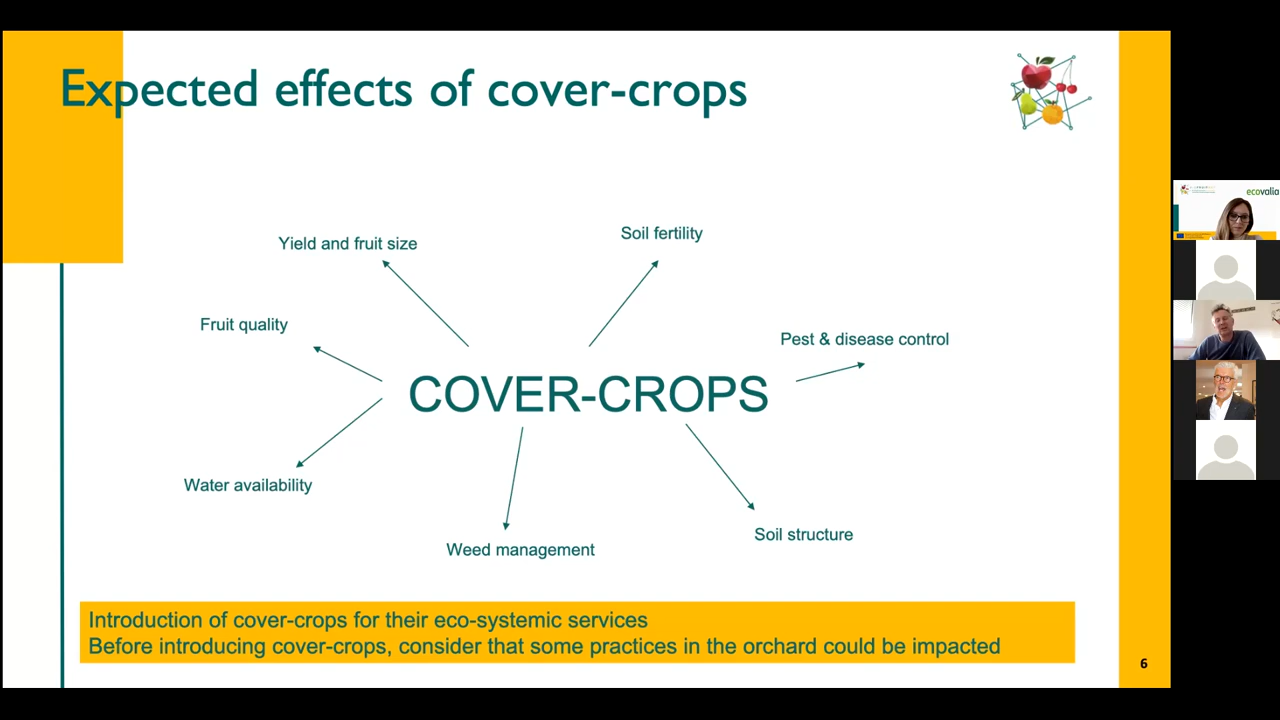 Expected effects of cover-crops
Yield and fruit size
Soil fertility
Fruit quality
Pest & disease control
COVER-CROPS
Water availability
Weed management
Soil structure
Introduction of cover-crops for their eco-systemic services
Before introducing cover-crops, consider that some practices in the orchard could be impacted
6
ecovalia